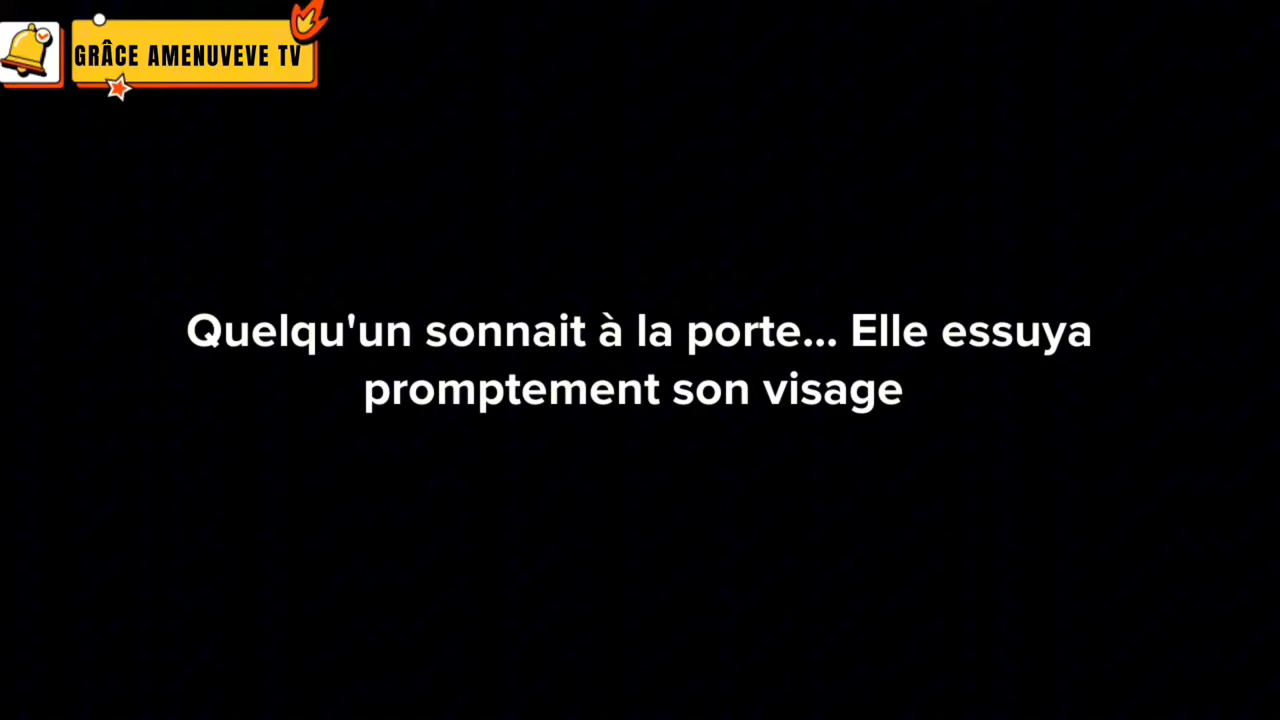 GRÂCE AMENUVEVE TV
Quelqu'un sonnait à la porte... Elle essuya
promptement son visage